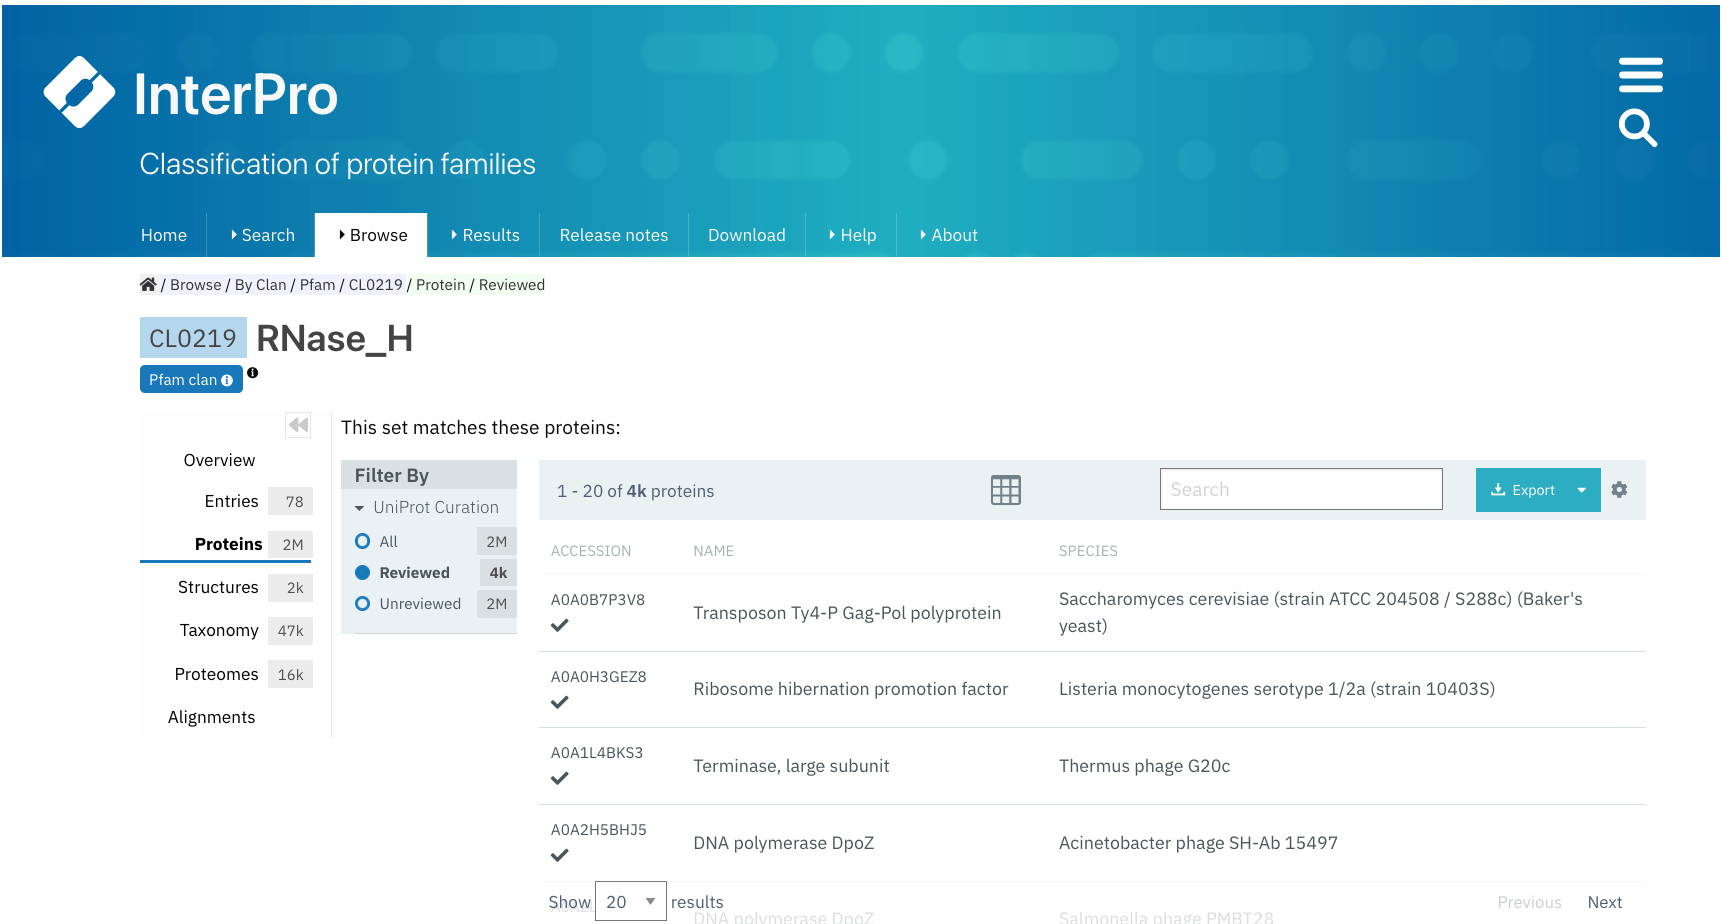 InterPro
Classification of protein families
Home
Search
Browse
Results
Release notes
Download
Help
About
/ Browse / By Clan / Pfam / CL0219 / Protein / Reviewed
CL0219 RNase_H
Pfam clan
Overview
Entries 78
Proteins 2M
Structures 2k
Taxonomy 47k
Proteomes 16k
Alignments
This set matches these proteins:
Filter By
UniProt Curation
All 2M
Reviewed 4k
Unreviewed 2M
1 - 20 of 4k proteins
Search
Export
ACCESSION NAME SPECIES
A0A0B7P3V8 Transposon Ty4-P Gag-Pol polyprotein Saccharomyces cerevisiae (strain ATCC 204508 / S288c) (Baker's
yeast)
A0A0H3GEZ8 Ribosome hibernation promotion factor Listeria monocytogenes serotype 1/2a (strain 10403S)
A0A1L4BKS3 Terminase, large subunit Thermus phage G20c
A0A2H5BHJ5 DNA polymerase DpoZ Acinetobacter phage SH-Ab 15497
Show 20 results Previous Next
DNA polymerase DpoZ Salmonella phage PMBT28